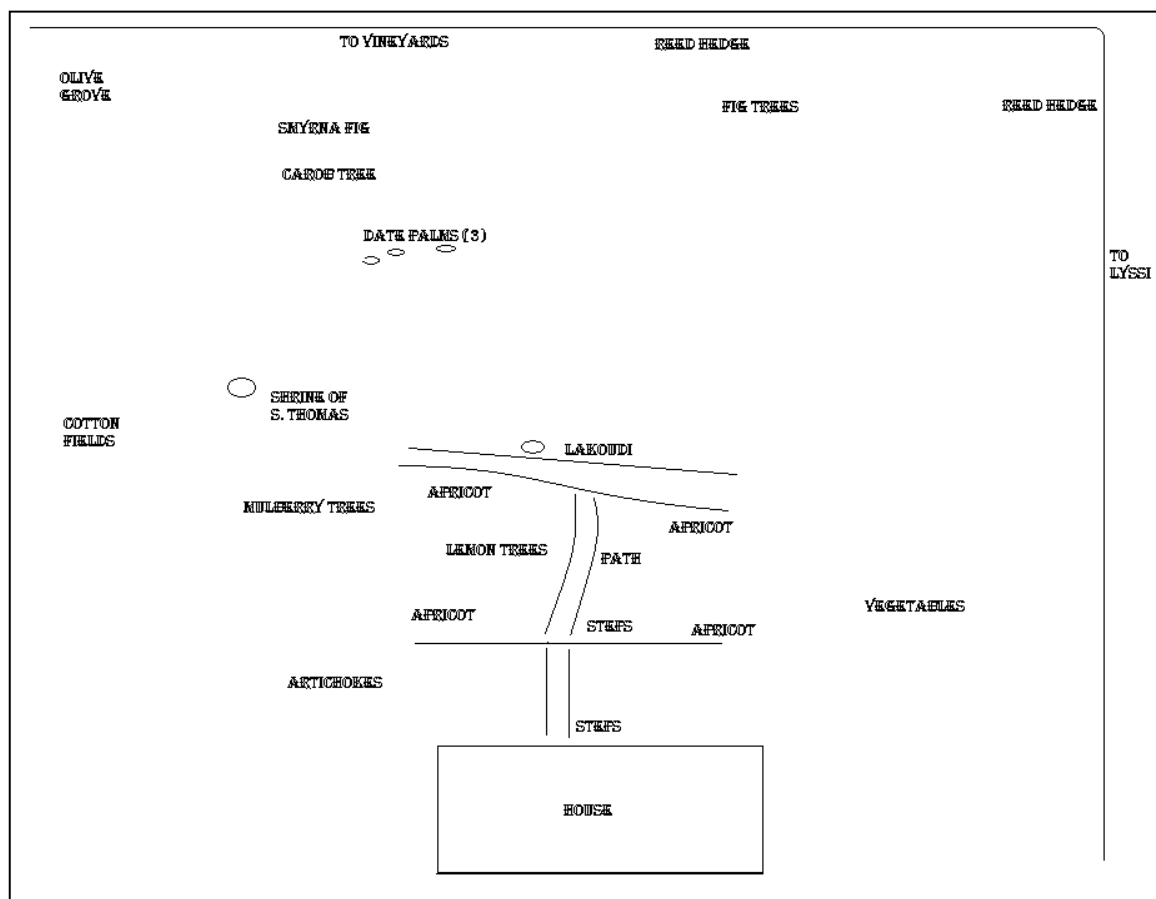 TO VINEYARDS
REED HEDGE
OLIVE
GROVE
FIG TREES
REED HEDGE
SMYRNA FIG
CAROB TREE
DATE PALMS (3)
TO
LYSSI
SHRINE OF
S. THOMAS
COTTON
FIELDS
LAKOUDI
APRICOT
MULBERRY TREES
APRICOT
LEMON TREES
PATH
VEGETABLES
APRICOT
STEPS
APRICOT
ARTICHOKES
STEPS
HOUSE